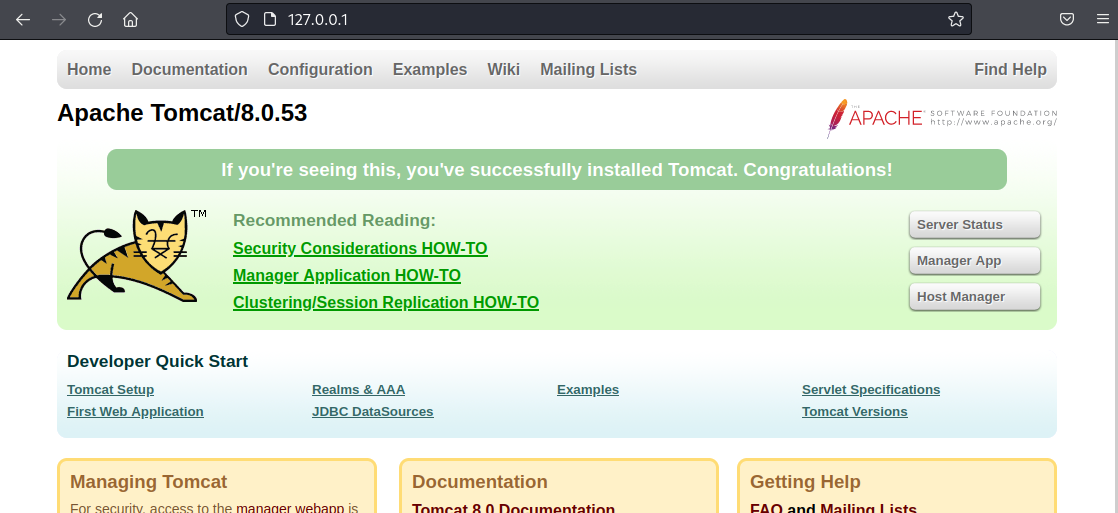 127.0.0.1
Home Documentation Configuration Examples Wiki Mailing Lists Find Help
Apache Tomcat/8.0.53
THE APACHE SOFTWARE FOUNDATION
http://www.apache.org/
If you're seeing this, you've successfully installed Tomcat. Congratulations!
TM
Recommended Reading:
Security Considerations HOW-TO
Manager Application HOW-TO
Clustering/Session Replication HOW-TO
Server Status
Manager App
Host Manager
Developer Quick Start
Tomcat Setup
First Web Application
Realms & AAA
JDBC DataSources
Examples
Servlet Specifications
Tomcat Versions
Managing Tomcat
For security, access to the manager webapp is
Documentation
Tomcat 8.0 Documentation
Getting Help
FAQ and Mailing Lists